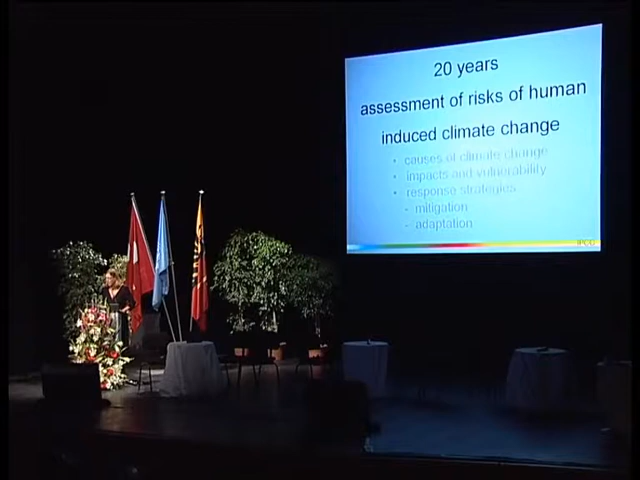 20 years
assessment of risks of human
induced climate change
• causes of climate change
• impacts and vulnerability
• response strategies
- mitigation
- adaptation
IPCC